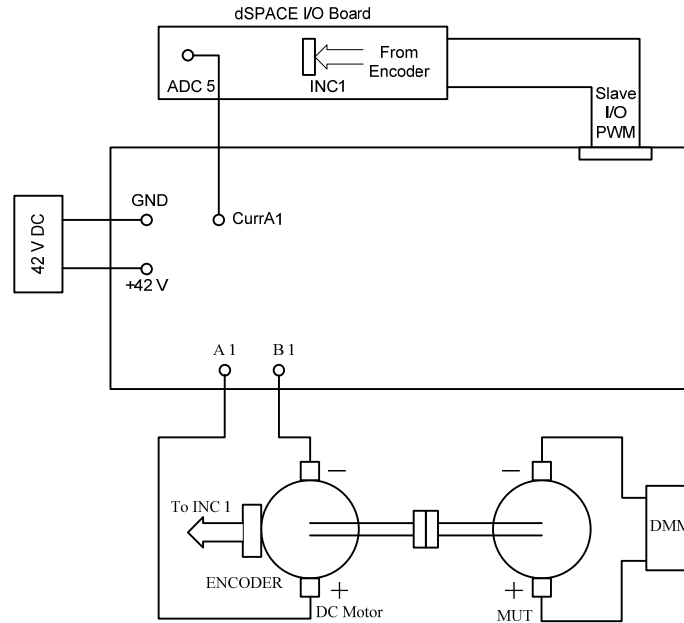 dSPACE I/O Board
From
Encoder
ADC 5
INC1
Slave
I/O
PWM
GND
CurrA1
42 V DC
+42 V
A 1
B 1
To INC 1
ENCODER
DC Motor
MUT
DMM